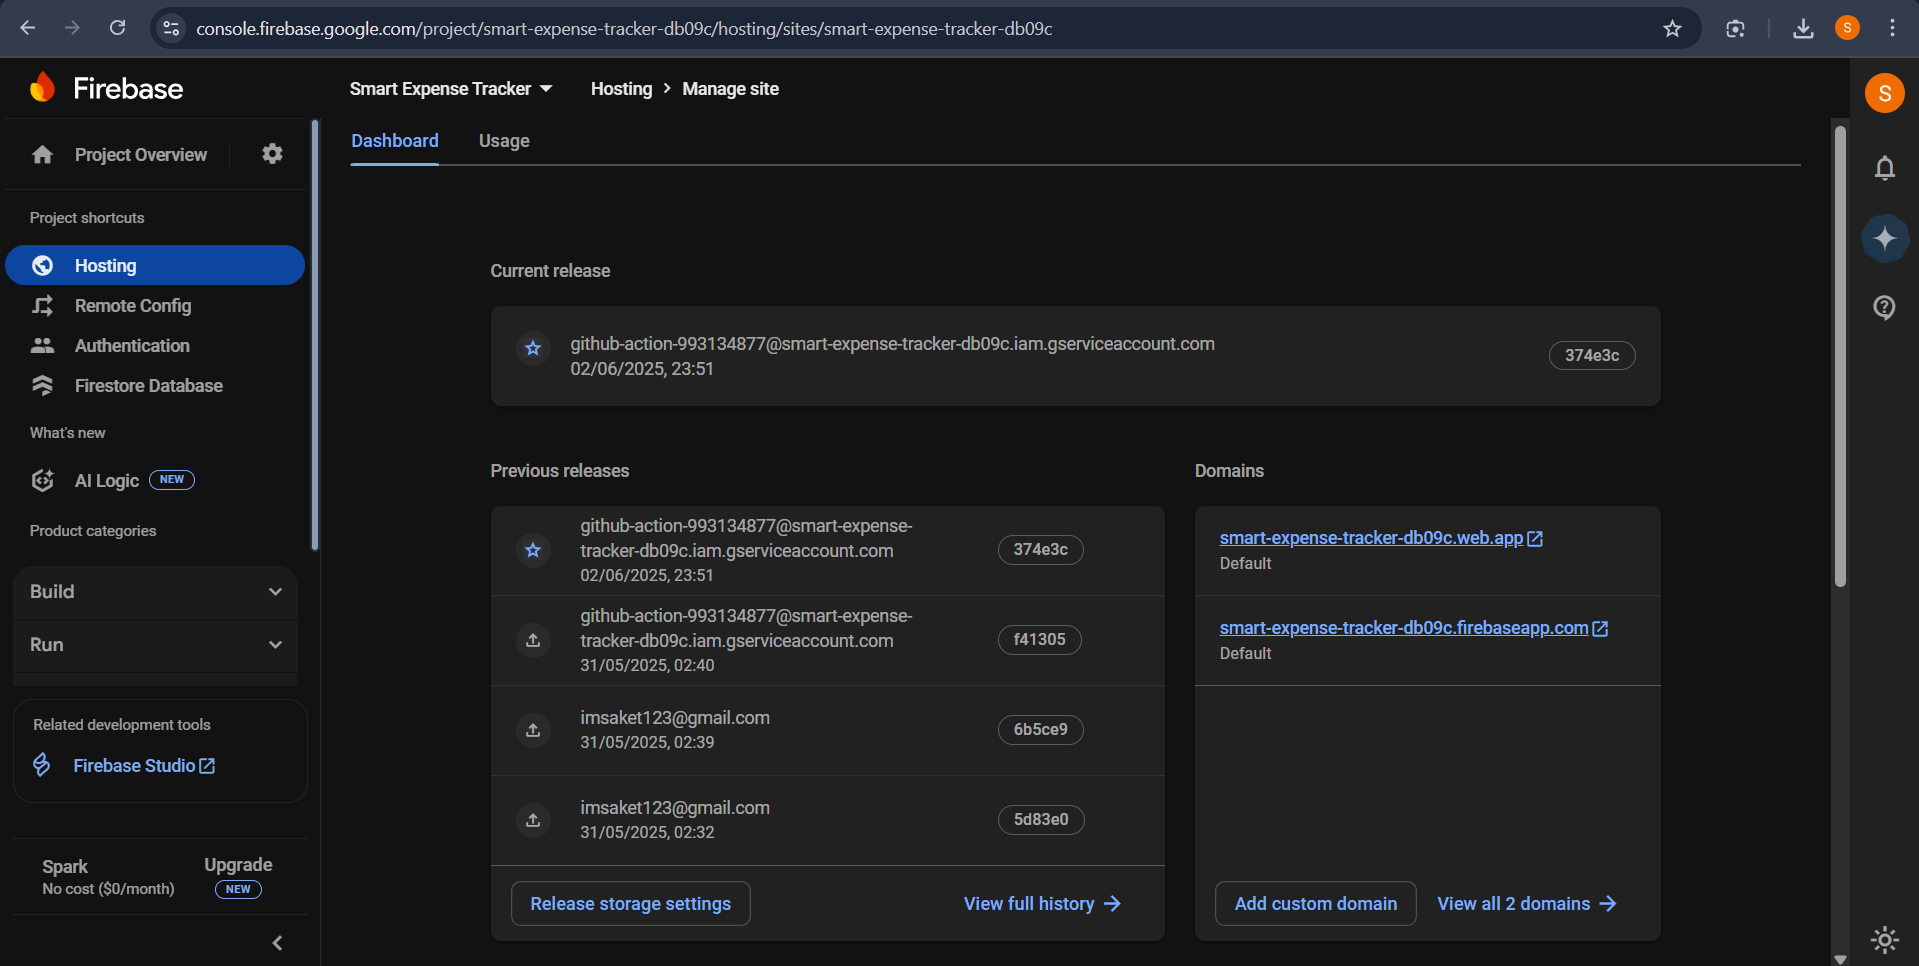 console.firebase.google.com/project/smart-expense-tracker-db09c/hosting/sites/smart-expense-tracker-db09c
S
Firebase
Smart Expense Tracker
Hosting
Manage site
S
Project Overview
Dashboard
Usage
Project shortcuts
Hosting
Remote Config
Authentication
Firestore Database
What's new
AI Logic
NEW
Product categories
Build
Run
Related development tools
Firebase Studio
Spark
No cost ($0/month)
Upgrade
NEW
Current release
github-action-993134877@smart-expense-tracker-db09c.iam.gserviceaccount.com
02/06/2025, 23:51
374e3c
Previous releases
github-action-993134877@smart-expense-
tracker-db09c.iam.gserviceaccount.com
02/06/2025, 23:51
374e3c
github-action-993134877@smart-expense-
tracker-db09c.iam.gserviceaccount.com
31/05/2025, 02:40
f41305
imsaket123@gmail.com
31/05/2025, 02:39
6b5ce9
imsaket123@gmail.com
31/05/2025, 02:32
5d83e0
Release storage settings
View full history
Domains
smart-expense-tracker-db09c.web.app
Default
smart-expense-tracker-db09c.firebaseapp.com
Default
Add custom domain
View all 2 domains